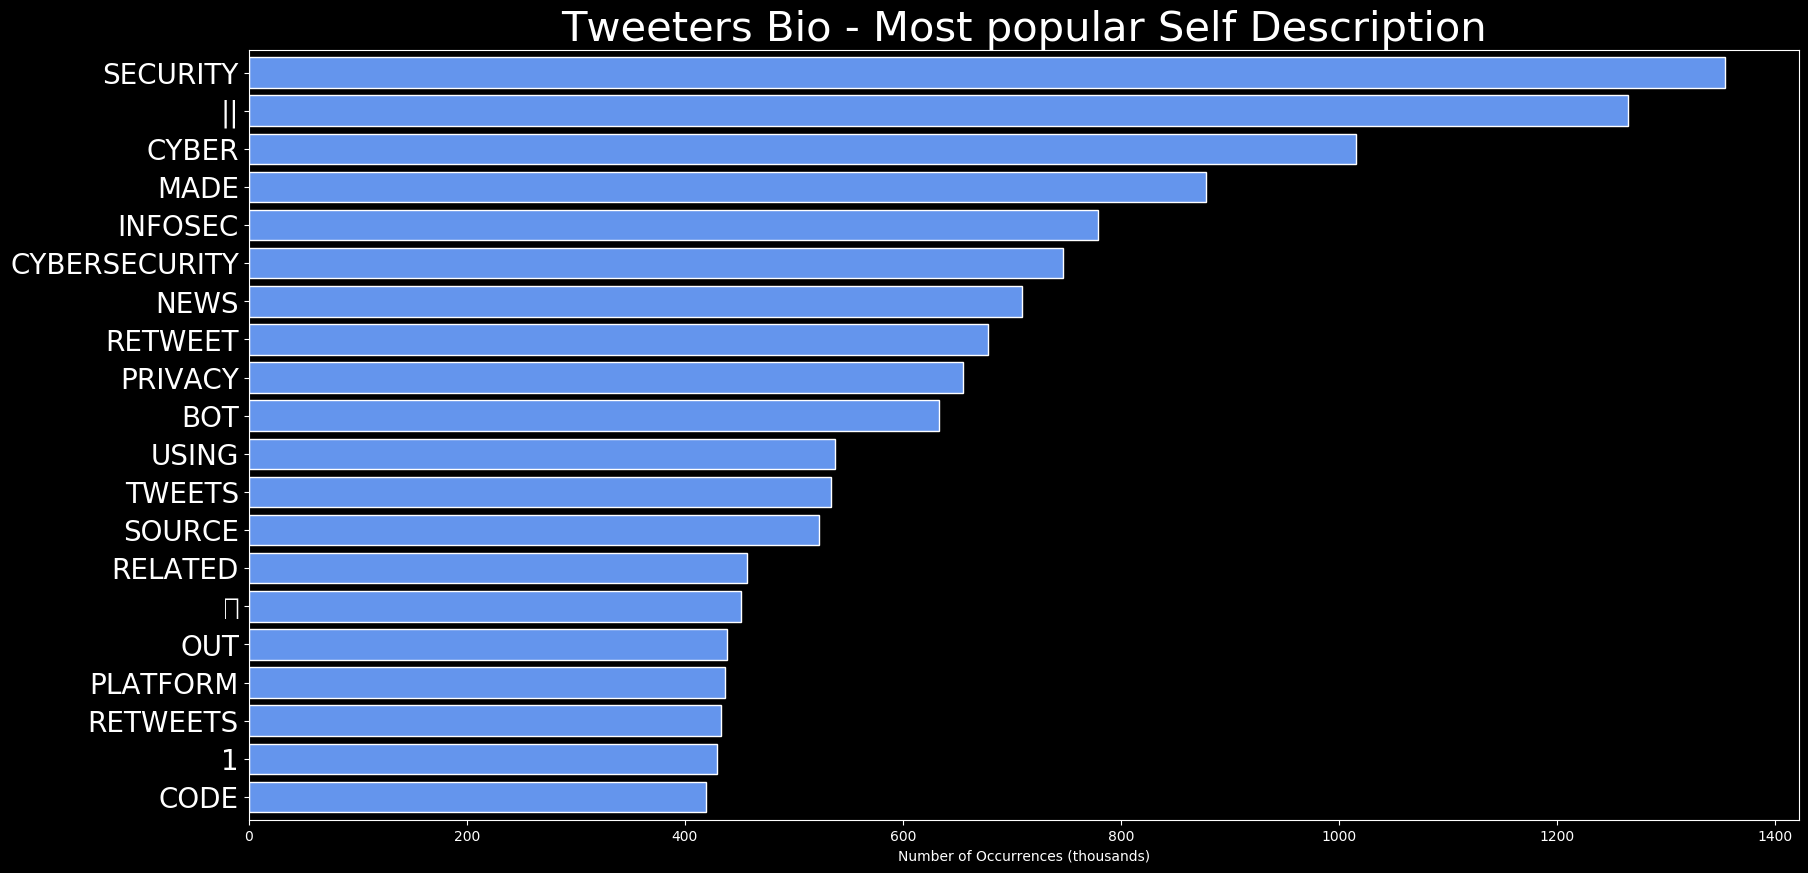 Tweeters Bio - Most popular Self Description
SECURITY
||
CYBER
MADE
INFOSEC
CYBERSECURITY
NEWS
RETWEET
PRIVACY
BOT
USING
TWEETS
SOURCE
RELATED
OUT
PLATFORM
RETWEETS
1
CODE
0 200 400 600 800 1000 1200 1400
Number of Occurrences (thousands)